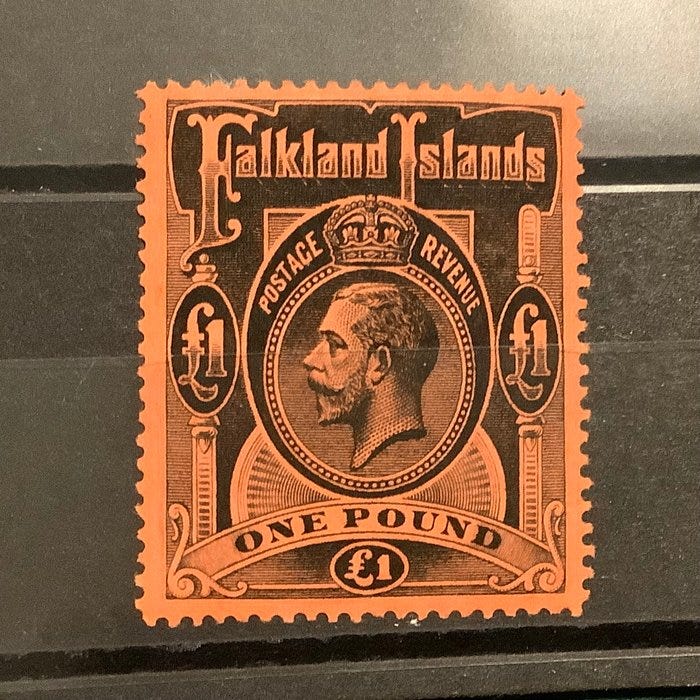 Falkland Islands
POSTAGE REVENUE
£1 £1
ONE POUND
£1